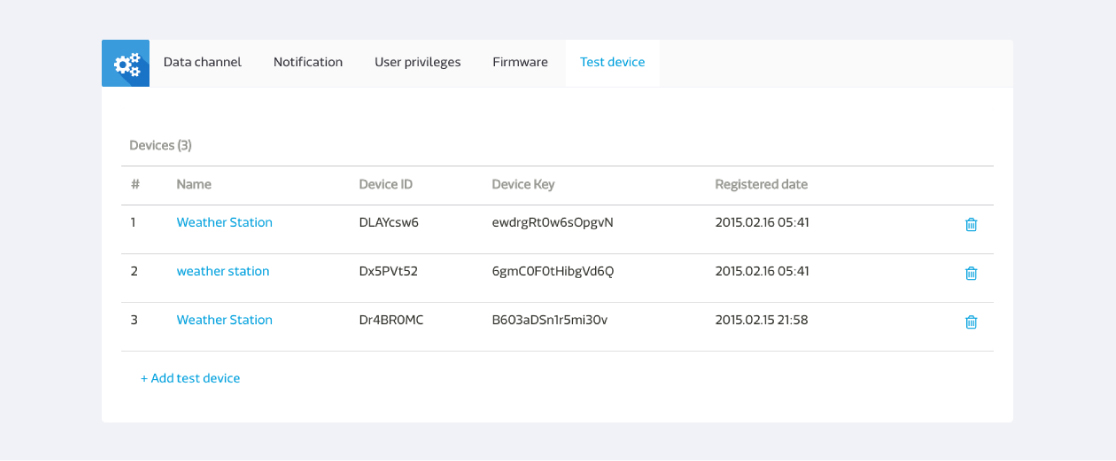 Data channel Notification User privileges Firmware Test device
Devices (3)
# Name Device ID Device Key Registered date
1 Weather Station DLAYcsw6 ewdrgRt0w6sOpgvN 2015.02.16 05:41
2 weather station Dx5PVt52 6gmC0F0tHibgVd6Q 2015.02.16 05:41
3 Weather Station Dr4BR0MC B603aDSn1r5mi30v 2015.02.15 21:58
+ Add test device